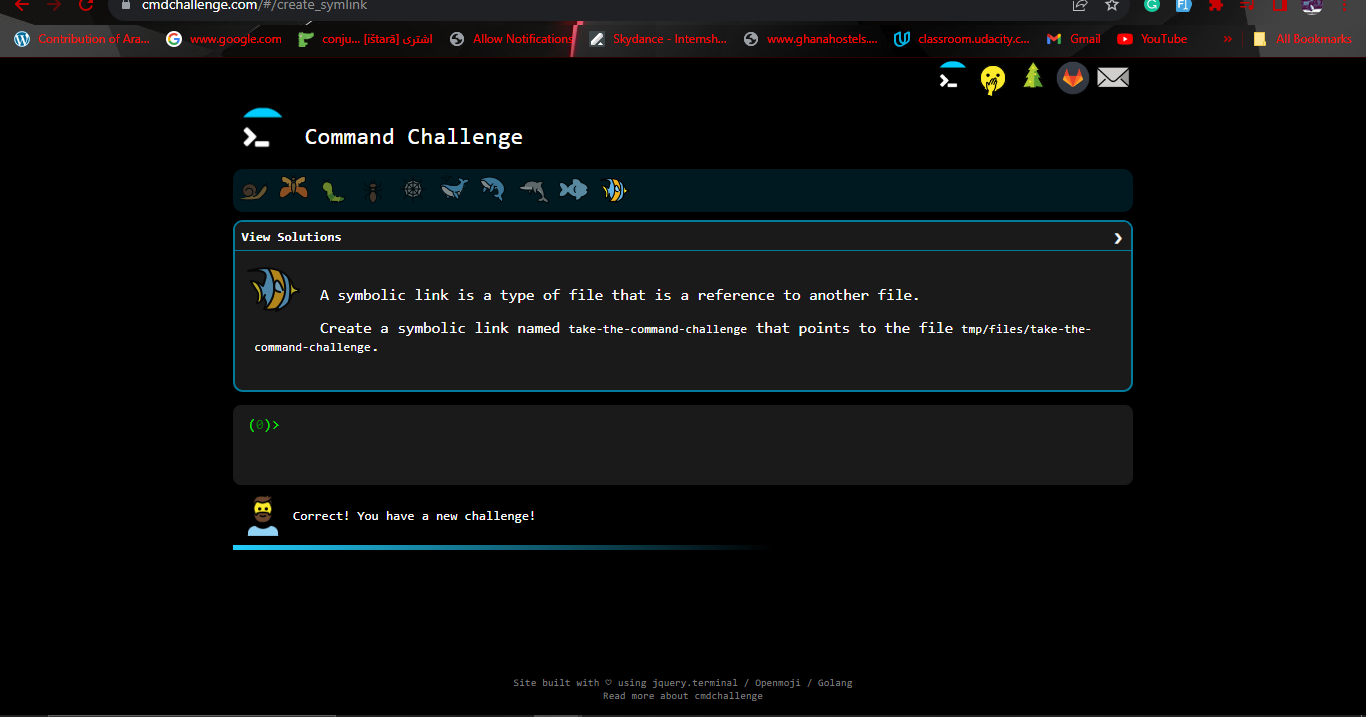 cmdchallenge.com/#/create_symlink
Contribution of Ara... www.google.com conju... [ištarā] اشترى Allow Notifications Skydance - Internsh... www.ghanahostels.... classroom.udacity.c... Gmail YouTube » All Bookmarks
>_ Command Challenge
View Solutions ❯
A symbolic link is a type of file that is a reference to another file.
Create a symbolic link named take-the-command-challenge that points to the file tmp/files/take-the-
command-challenge.
(0)>
Correct! You have a new challenge!
Site built with ♡ using jquery.terminal / Openmoji / Golang
Read more about cmdchallenge